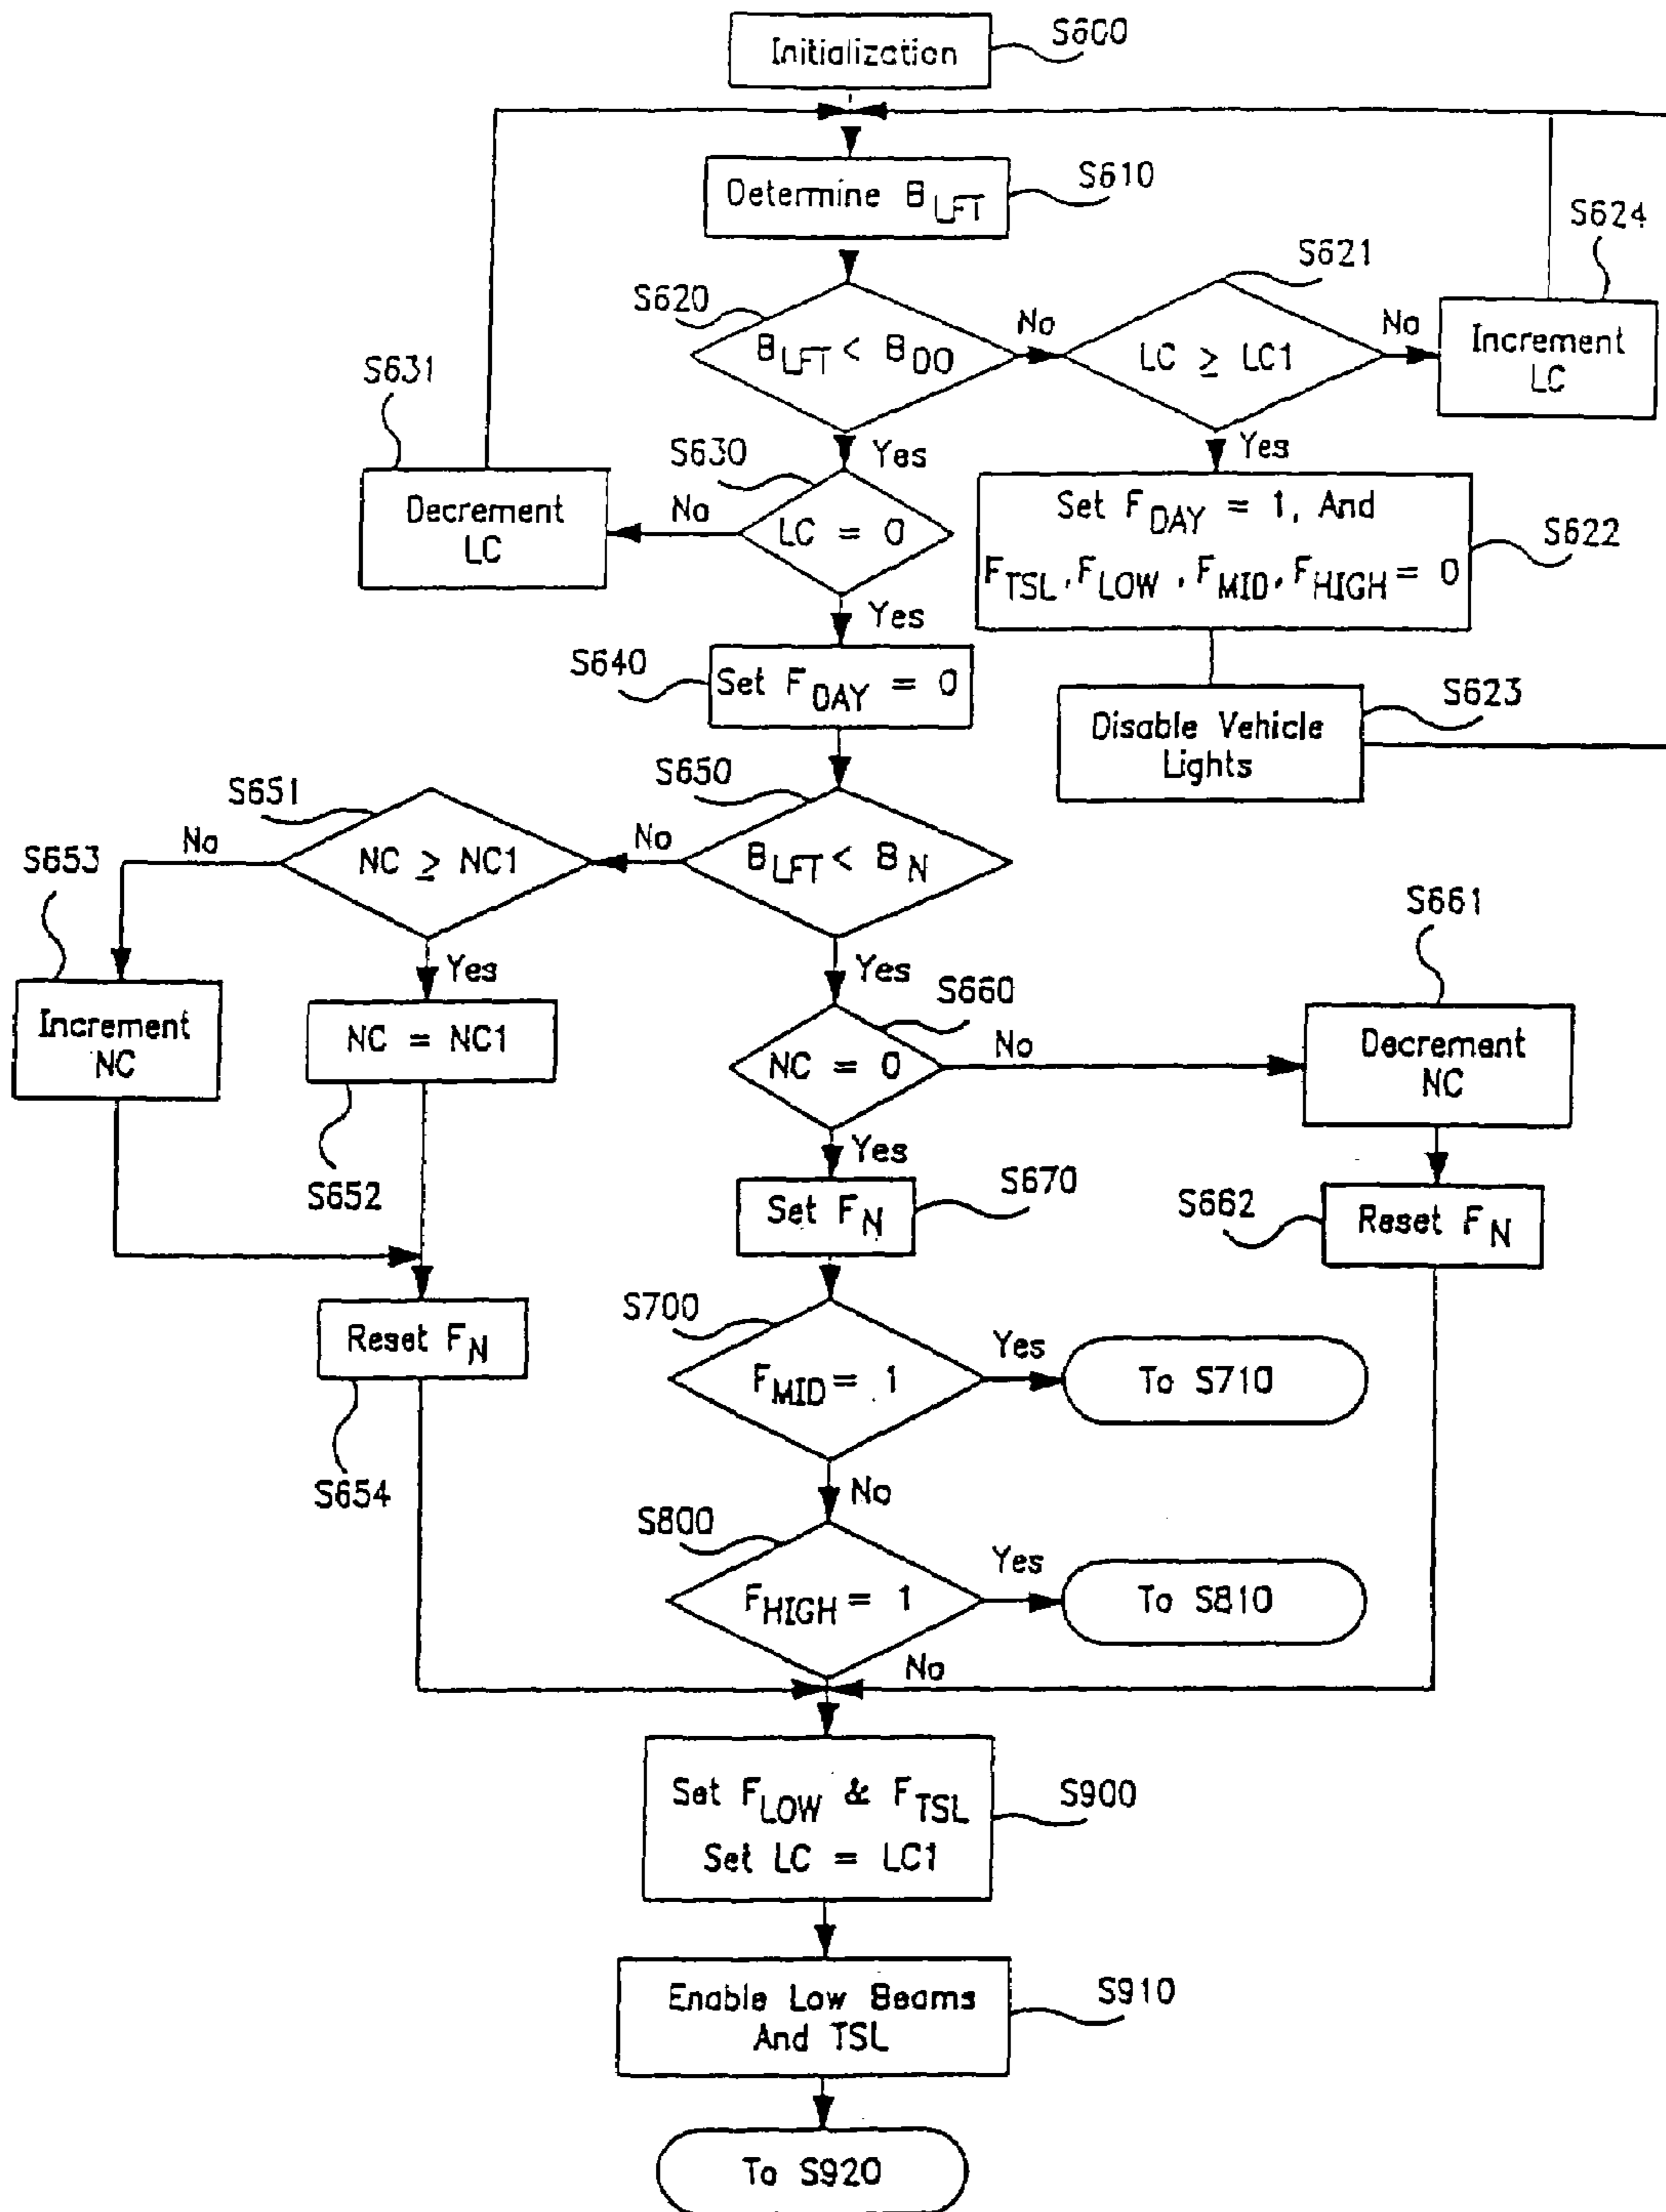 Initialization
S600
Determine B LFT
S610
S620
B LFT < B DO
No
S621
LC ≥ LC1
No
S624
Increment
LC
S631
Decrement
LC
No
S630
Yes
LC = 0
Yes
Set F DAY = 1, And
F TSL, F LOW, F MID, F HIGH = 0
S622
Yes
S640
Set F DAY = 0
Disable Vehicle
Lights
S623
S650
B LFT < B N
No
S651
NC ≥ NC1
No
S653
Increment
NC
Yes
NC = NC1
S652
Yes
S660
NC = 0
No
S661
Decrement
NC
Yes
Set F N
S670
S662
Reset F N
Reset F N
S654
S700
F MID = 1
Yes
To S710
No
S800
F HIGH = 1
Yes
To S810
No
Set F LOW & F TSL
Set LC = LC1
S900
Enable Low Beams
And TSL
S910
To S920